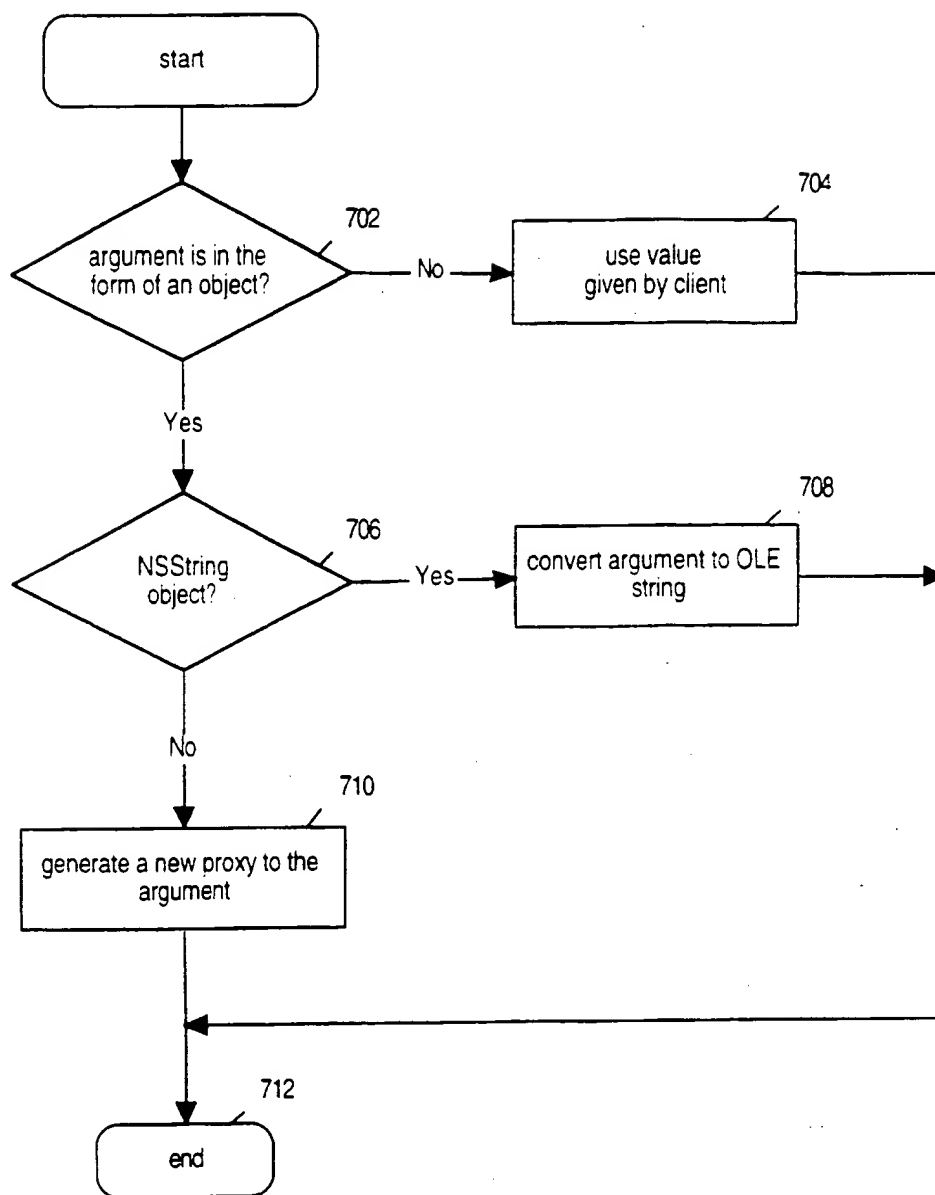 start
702
argument is in the
form of an object?
No
704
use value
given by client
Yes
706
NSString
object?
Yes
708
convert argument to OLE
string
No
710
generate a new proxy to the
argument
712
end